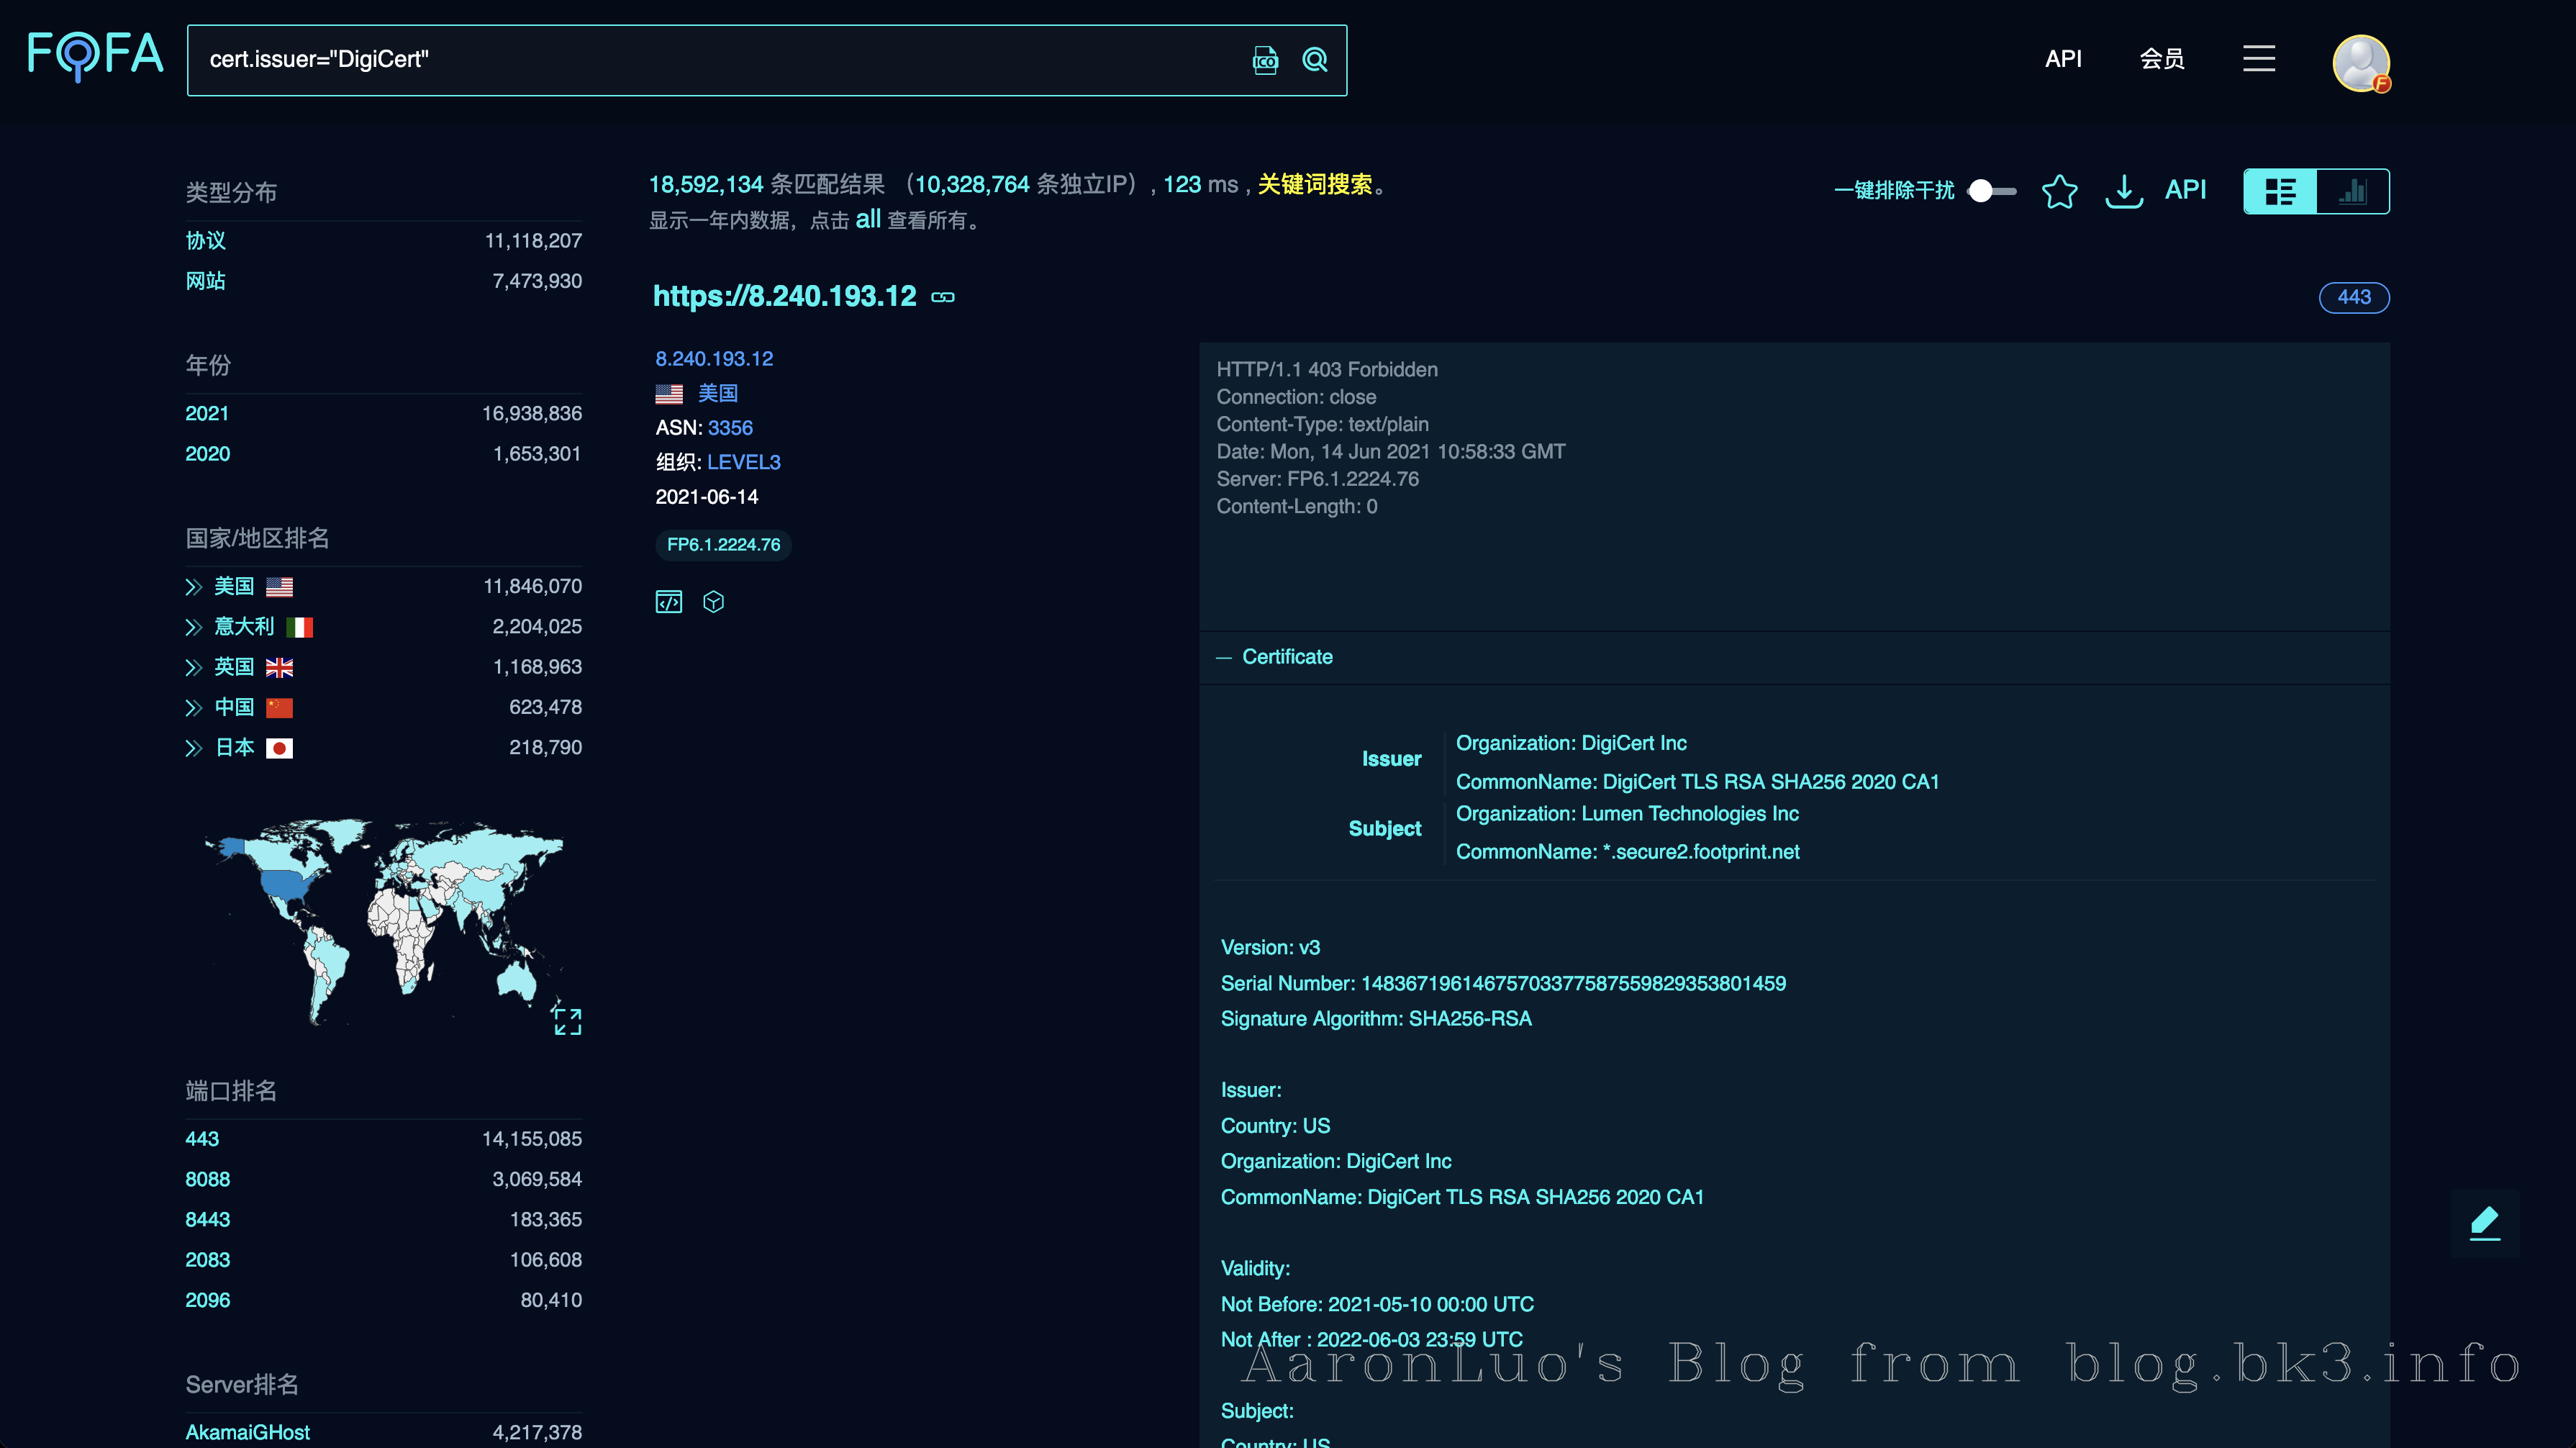 FOFA
cert.issuer="DigiCert"
ICO
API
会员
F
类型分布
协议 11,118,207
网站 7,473,930
年份
2021 16,938,836
2020 1,653,301
国家/地区排名
美国 11,846,070
意大利 2,204,025
英国 1,168,963
中国 623,478
日本 218,790
端口排名
443 14,155,085
8088 3,069,584
8443 183,365
2083 106,608
2096 80,410
Server排名
AkamaiGHost 4,217,378
18,592,134 条匹配结果 （10,328,764 条独立IP）, 123 ms , 关键词搜索。
显示一年内数据，点击 all 查看所有。
一键排除干扰
API
https://8.240.193.12
443
8.240.193.12
美国
ASN: 3356
组织: LEVEL3
2021-06-14
FP6.1.2224.76
HTTP/1.1 403 Forbidden
Connection: close
Content-Type: text/plain
Date: Mon, 14 Jun 2021 10:58:33 GMT
Server: FP6.1.2224.76
Content-Length: 0
— Certificate
Issuer
Organization: DigiCert Inc
CommonName: DigiCert TLS RSA SHA256 2020 CA1
Subject
Organization: Lumen Technologies Inc
CommonName: *.secure2.footprint.net
Version: v3
Serial Number: 14836719614675703377587559829353801459
Signature Algorithm: SHA256-RSA
Issuer:
Country: US
Organization: DigiCert Inc
CommonName: DigiCert TLS RSA SHA256 2020 CA1
Validity:
Not Before: 2021-05-10 00:00 UTC
Not After : 2022-06-03 23:59 UTC
AaronLuo's Blog from blog.bk3.info
Subject:
Country: US